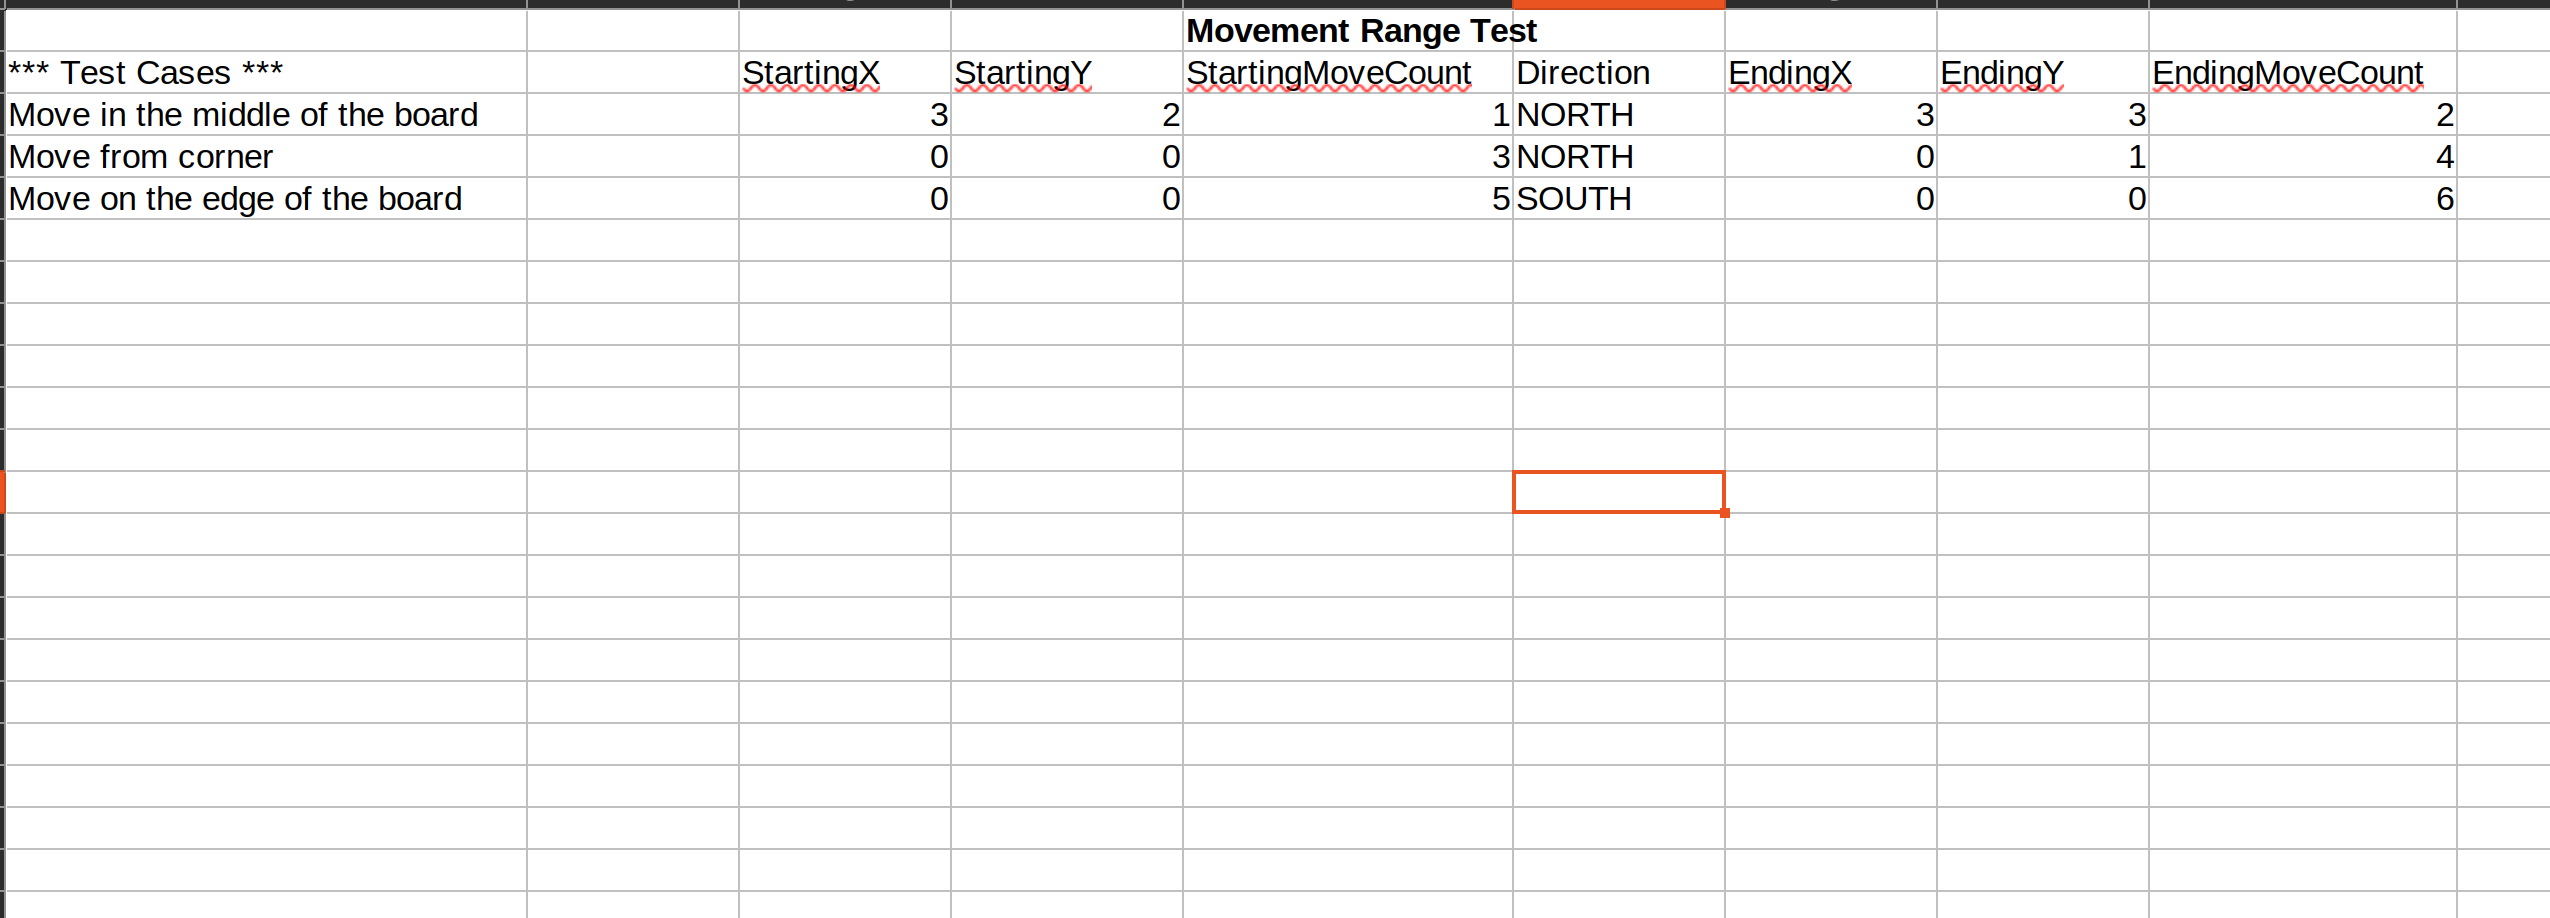 Movement Range Test
*** Test Cases *** StartingX StartingY StartingMoveCount Direction EndingX EndingY EndingMoveCount
Move in the middle of the board 3 2 1 NORTH 3 3 2
Move from corner 0 0 3 NORTH 0 1 4
Move on the edge of the board 0 0 5 SOUTH 0 0 6